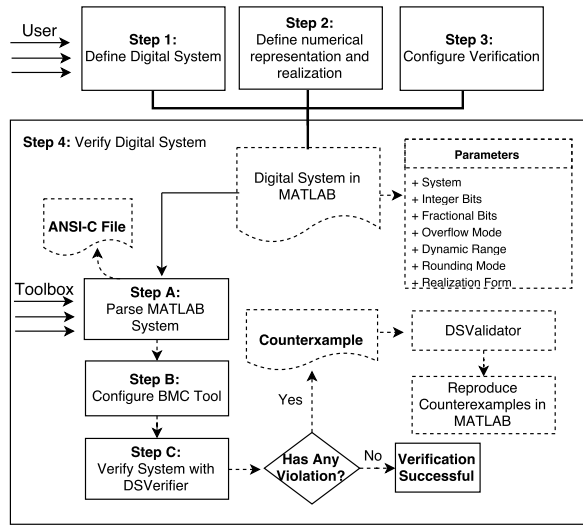 User
Step 1:
Define Digital System
Step 2:
Define numerical
representation and
realization
Step 3:
Configure Verification
Step 4: Verify Digital System
Digital System in
MATLAB
Parameters
+ System
+ Integer Bits
+ Fractional Bits
+ Overflow Mode
+ Dynamic Range
+ Rounding Mode
+ Realization Form
ANSI-C File
Toolbox
Step A:
Parse MATLAB
System
Step B:
Configure BMC Tool
Step C:
Verify System with
DSVerifier
Has Any
Violation?
Yes
No
Verification
Successful
Counterexample
DSValidator
Reproduce
Counterexamples in
MATLAB